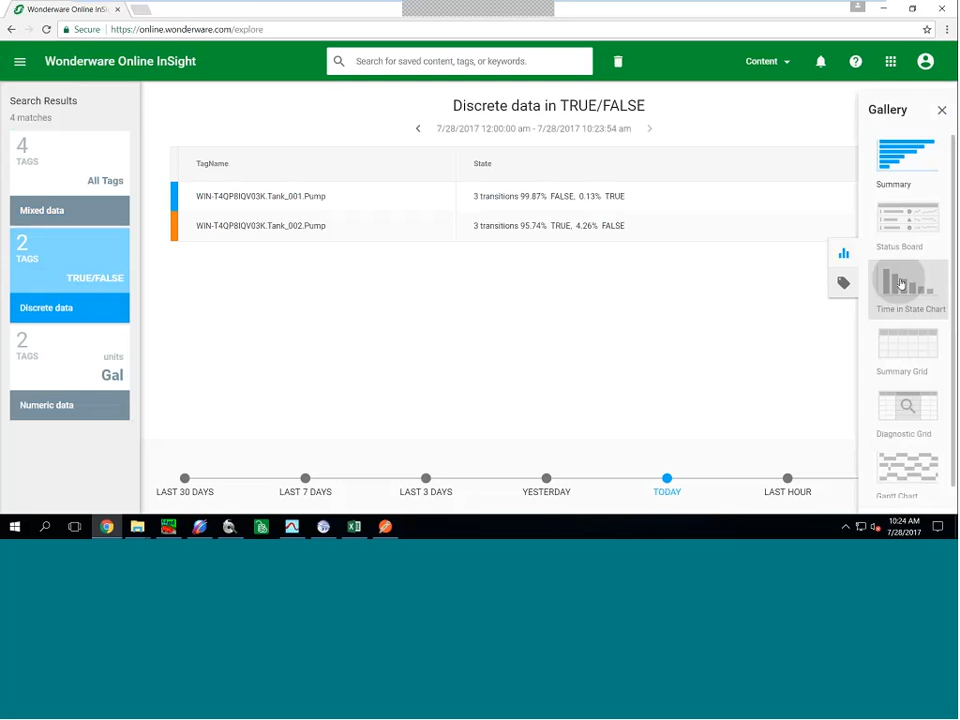 Wonderware Online InSi
Secure
https://online.wonderware.com/explore
Wonderware Online InSight
Search for saved content, tags, or keywords.
Content
Search Results
4 matches
4
TAGS
All Tags
Mixed data
2
TAGS
TRUE/FALSE
Discrete data
2
TAGS
units
Gal
Numeric data
Discrete data in TRUE/FALSE
7/28/2017 12:00:00 am - 7/28/2017 10:23:54 am
TagName
State
WIN-T4QP8IQV03K.Tank_001.Pump
3 transitions 99.87% FALSE, 0.13% TRUE
WIN-T4QP8IQV03K.Tank_002.Pump
3 transitions 95.74% TRUE, 4.26% FALSE
LAST 30 DAYS
LAST 7 DAYS
LAST 3 DAYS
YESTERDAY
TODAY
LAST HOUR
Gallery
Summary
Status Board
Time in State Chart
Summary Grid
Diagnostic Grid
Gantt Chart
10:24 AM
7/28/2017